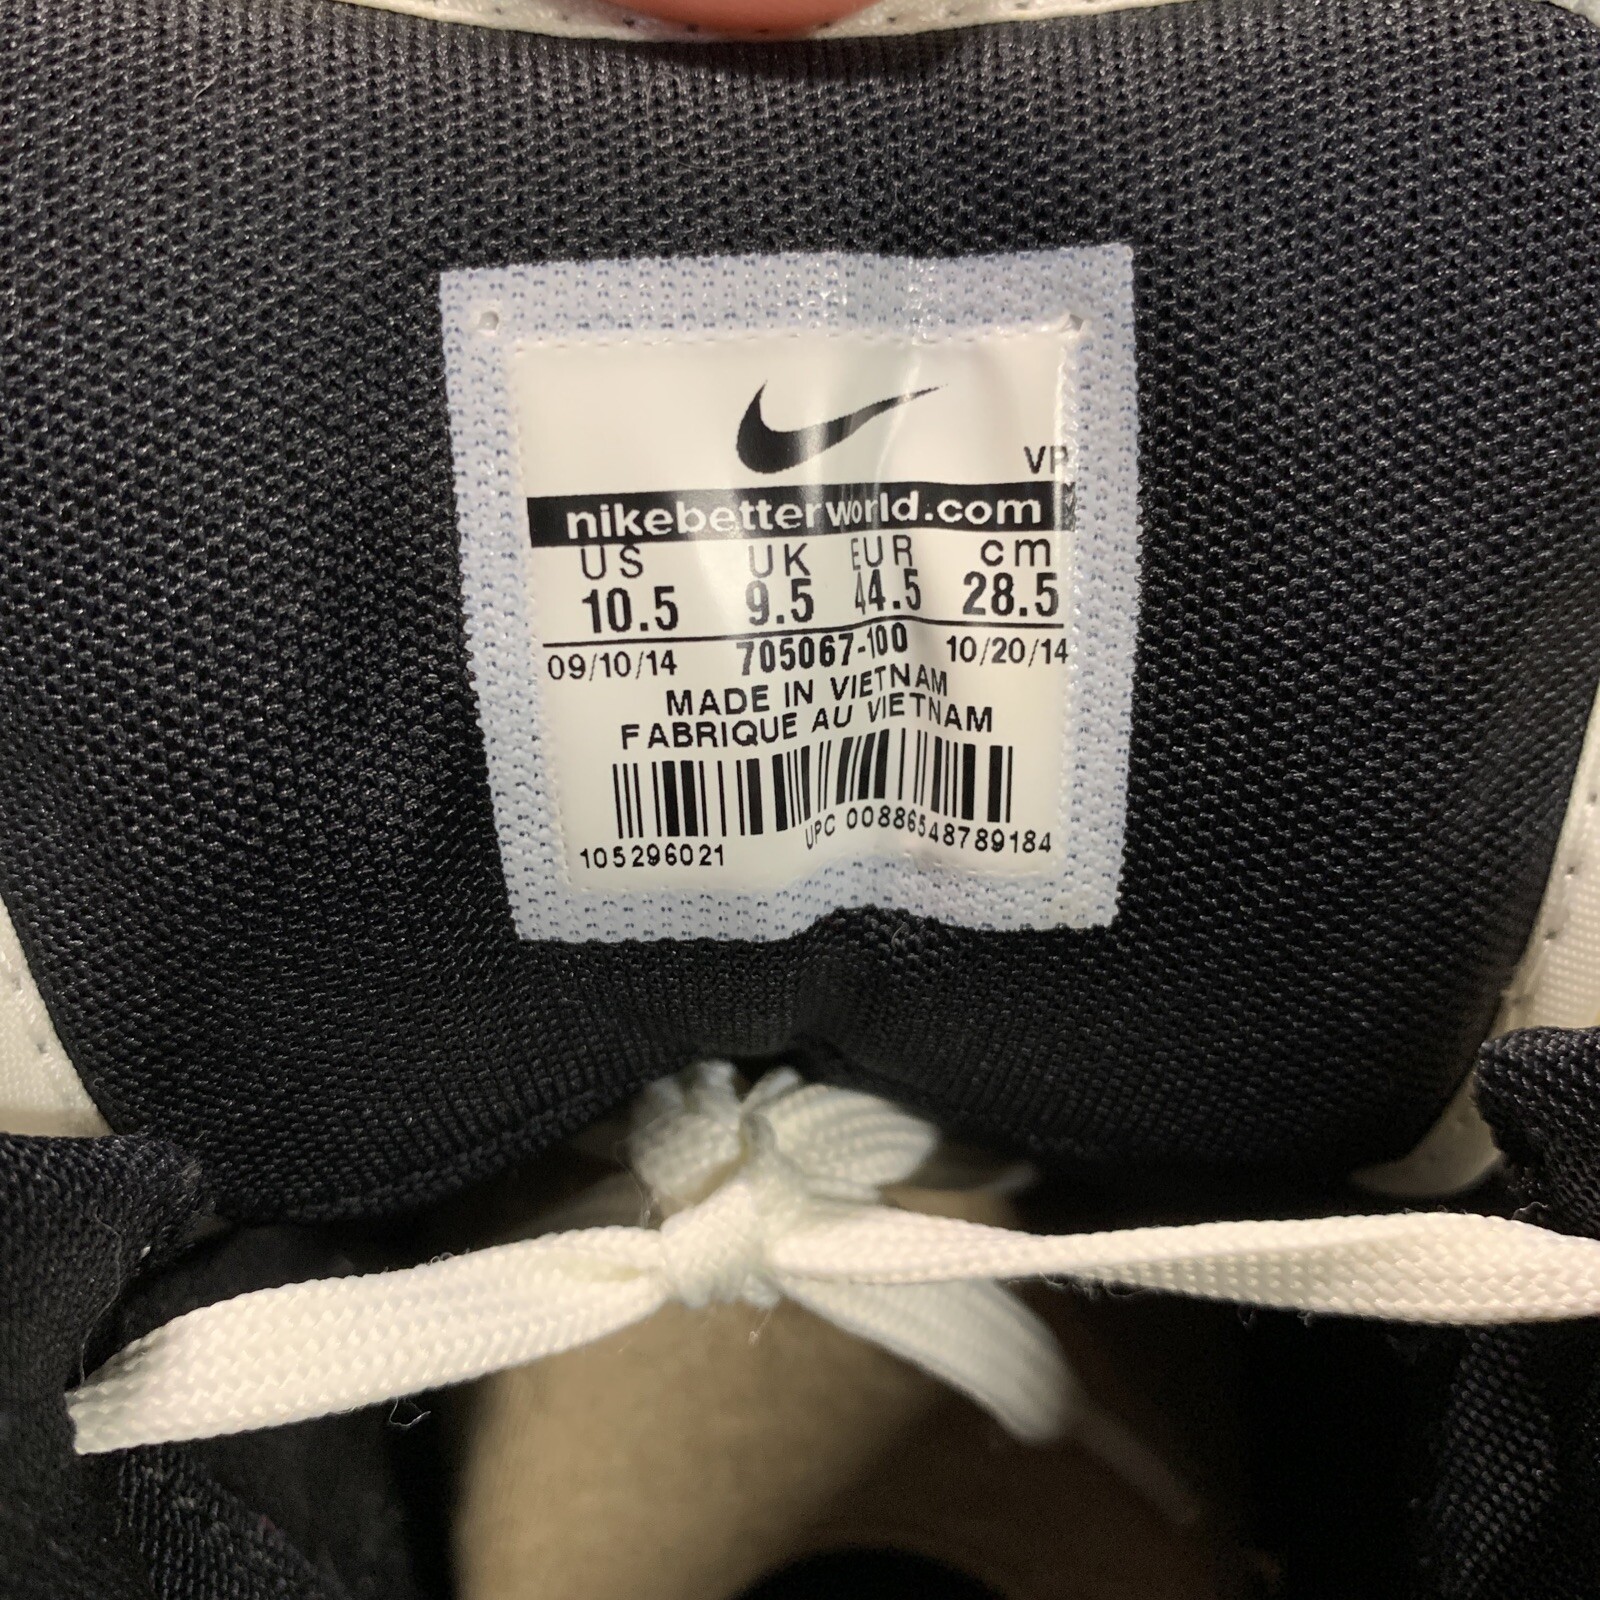 VP
nikebetterworld.com
US UK EUR cm
10.5 9.5 44.5 28.5
09/10/14 705067-100 10/20/14
MADE IN VIETNAM
FABRIQUE AU VIETNAM
105296021 UPC 00886548789184